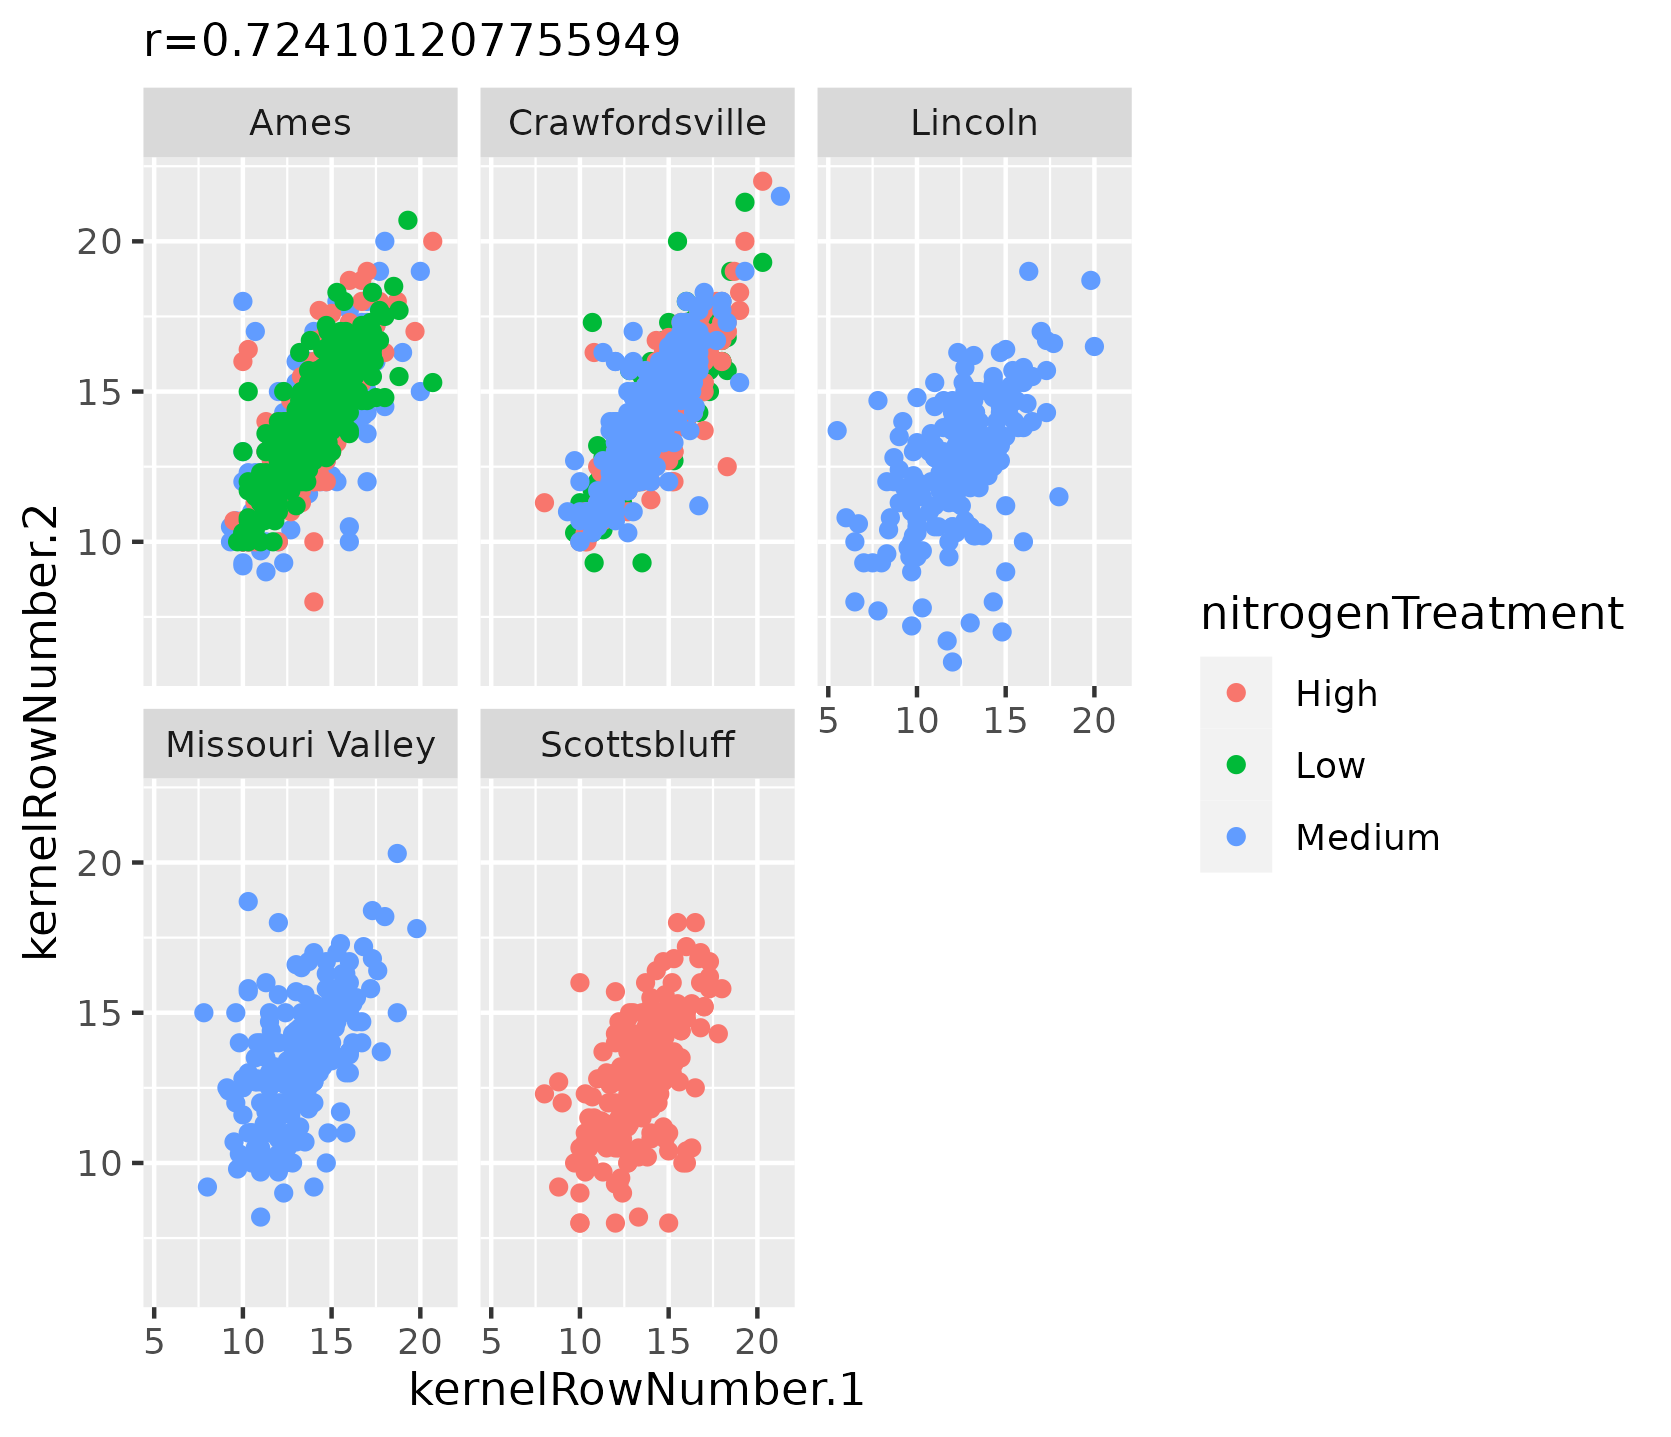 r=0.724101207755949
Ames
Crawfordsville
Lincoln
20
15
10
5 10 15 20
Missouri Valley
Scottsbluff
20
15
10
5 10 15 20
5 10 15 20
kernelRowNumber.1
kernelRowNumber.2
nitrogenTreatment
High
Low
Medium